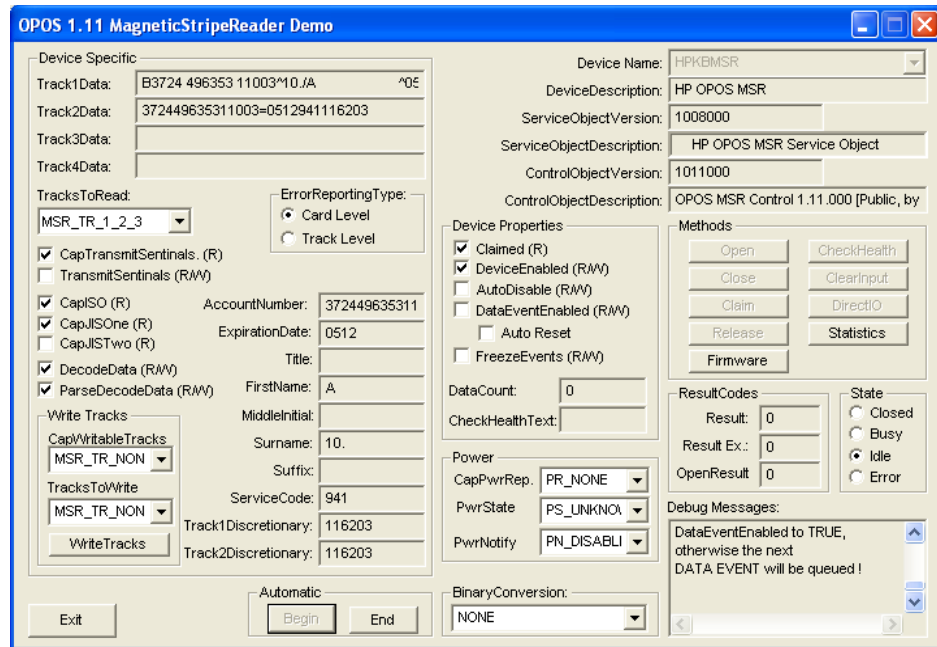 OPOS 1.11 MagneticStripeReader Demo
Device Specific
Track1Data: B3724 496353 11003^10./A ^05
Track2Data: 372449635311003=0512941116203
Track3Data:
Track4Data:
TracksToRead:
MSR_TR_1_2_3
ErrorReportingType:
Card Level
Track Level
CapTransmitSentinals. (R)
TransmitSentinals (R/W)
CapISO (R)
CapJISOne (R)
CapJISTwo (R)
DecodeData (R/W)
ParseDecodeData (R/W)
AccountNumber: 372449635311
ExpirationDate: 0512
Title:
FirstName: A
MiddleInitial:
Surname: 10.
Suffix:
ServiceCode: 941
Track1Discretionary: 116203
Track2Discretionary: 116203
Write Tracks
CapWritableTracks
MSR_TR_NON
TracksToWrite
MSR_TR_NON
WriteTracks
Exit
Automatic
Begin
End
Device Name: HPKBMSR
DeviceDescription: HP OPOS MSR
ServiceObjectVersion: 1008000
ServiceObjectDescription: HP OPOS MSR Service Object
ControlObjectVersion: 1011000
ControlObjectDescription: OPOS MSR Control 1.11.000 [Public, by
Device Properties
Claimed (R)
DeviceEnabled (R/W)
AutoDisable (R/W)
DataEventEnabled (R/W)
Auto Reset
FreezeEvents (R/W)
DataCount: 0
CheckHealthText:
Power
CapPwrRep. PR_NONE
PwrState PS_UNKNO
PwrNotify PN_DISABLI
BinaryConversion:
NONE
Methods
Open
CheckHealth
Close
ClearInput
Claim
DirectIO
Release
Statistics
Firmware
ResultCodes
Result: 0
Result Ex.: 0
OpenResult 0
State
Closed
Busy
Idle
Error
Debug Messages:
DataEventEnabled to TRUE,
otherwise the next
DATA EVENT will be queued !